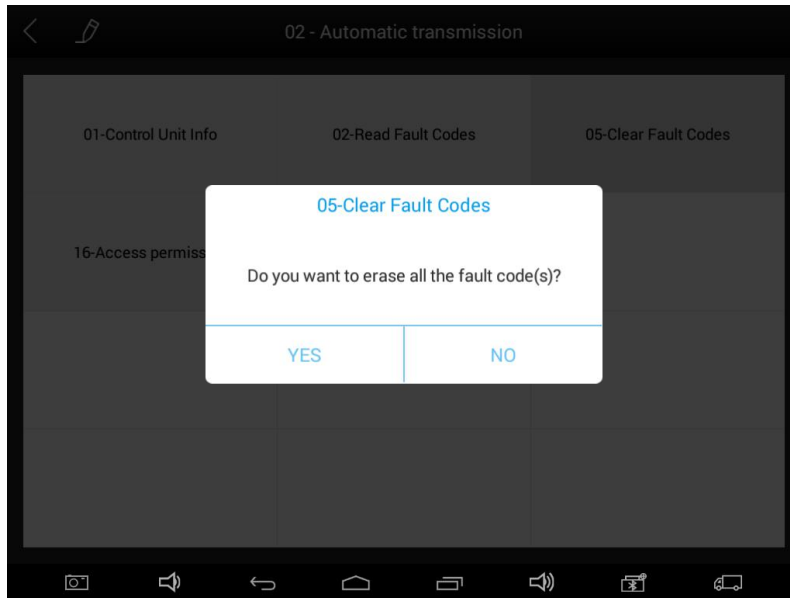 02 - Automatic transmission
01-Control Unit Info
02-Read Fault Codes
05-Clear Fault Codes
16-Access permiss
05-Clear Fault Codes
Do you want to erase all the fault code(s)?
YES
NO